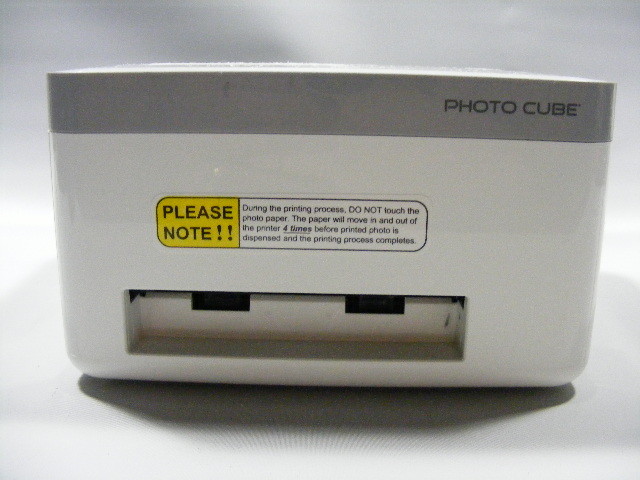 PHOTO CUBE
PLEASE
NOTE!!
During the printing process, DO NOT touch the
photo paper. The paper will move in and out of
the printer 4 times before printed photo is
dispensed and the printing process completes.